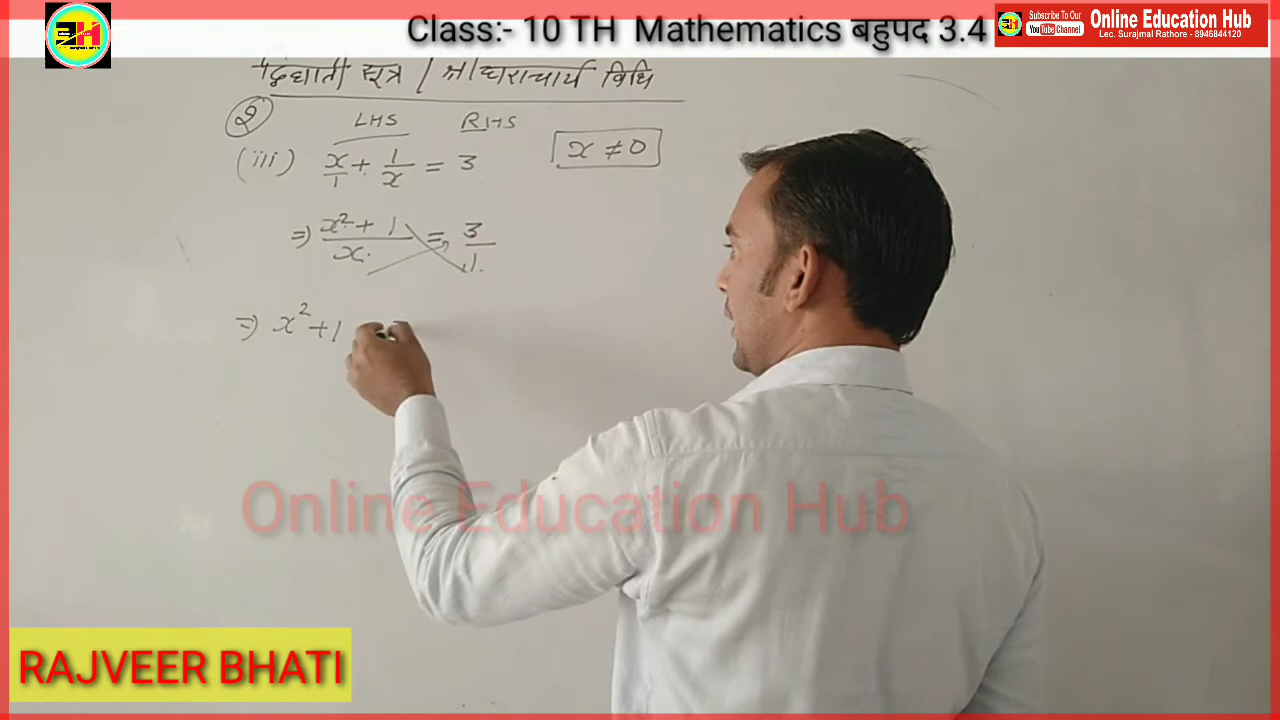 Class:- 10 TH Mathematics बहुपद 3.4
Subscribe To Our
YouTube Channel
Online Education Hub
Lec. Surajmal Rathore - 8946844120
द्विघाती सूत्र / श्रीधराचार्य विधि
LHS RHS
(iii) x/1 + 1/x = 3 x ≠ 0
⇒ x²+1/x = 3/1
⇒ x²+1
Online Education Hub
RAJVEER BHATI